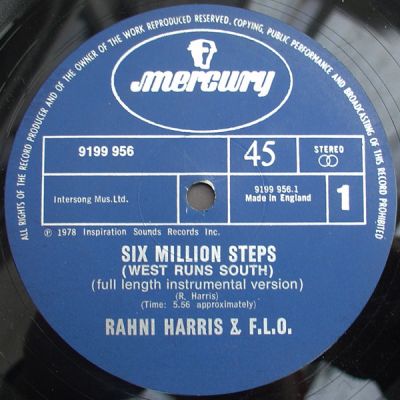 ALL RIGHTS OF THE RECORD PRODUCER AND OF THE OWNER OF THE WORK REPRODUCED RESERVED. COPYING, PUBLIC PERFORMANCE AND BROADCASTING OF THIS RECORD PROHIBITED
mercury
9199 956
45
STEREO
Intersong Mus.Ltd.
9199 956.1
Made in England
1
℗ 1978 Inspiration Sounds Records Inc.
SIX MILLION STEPS
(WEST RUNS SOUTH)
(full length instrumental version)
(R. Harris)
(Time: 5.56 approximately)
RAHNI HARRIS & F.L.O.